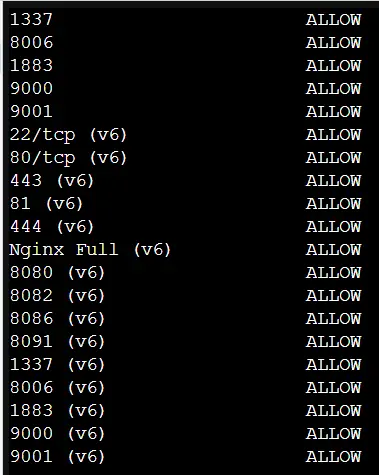 1337 ALLOW
8006 ALLOW
1883 ALLOW
9000 ALLOW
9001 ALLOW
22/tcp (v6) ALLOW
80/tcp (v6) ALLOW
443 (v6) ALLOW
81 (v6) ALLOW
444 (v6) ALLOW
Nginx Full (v6) ALLOW
8080 (v6) ALLOW
8082 (v6) ALLOW
8086 (v6) ALLOW
8091 (v6) ALLOW
1337 (v6) ALLOW
8006 (v6) ALLOW
1883 (v6) ALLOW
9000 (v6) ALLOW
9001 (v6) ALLOW